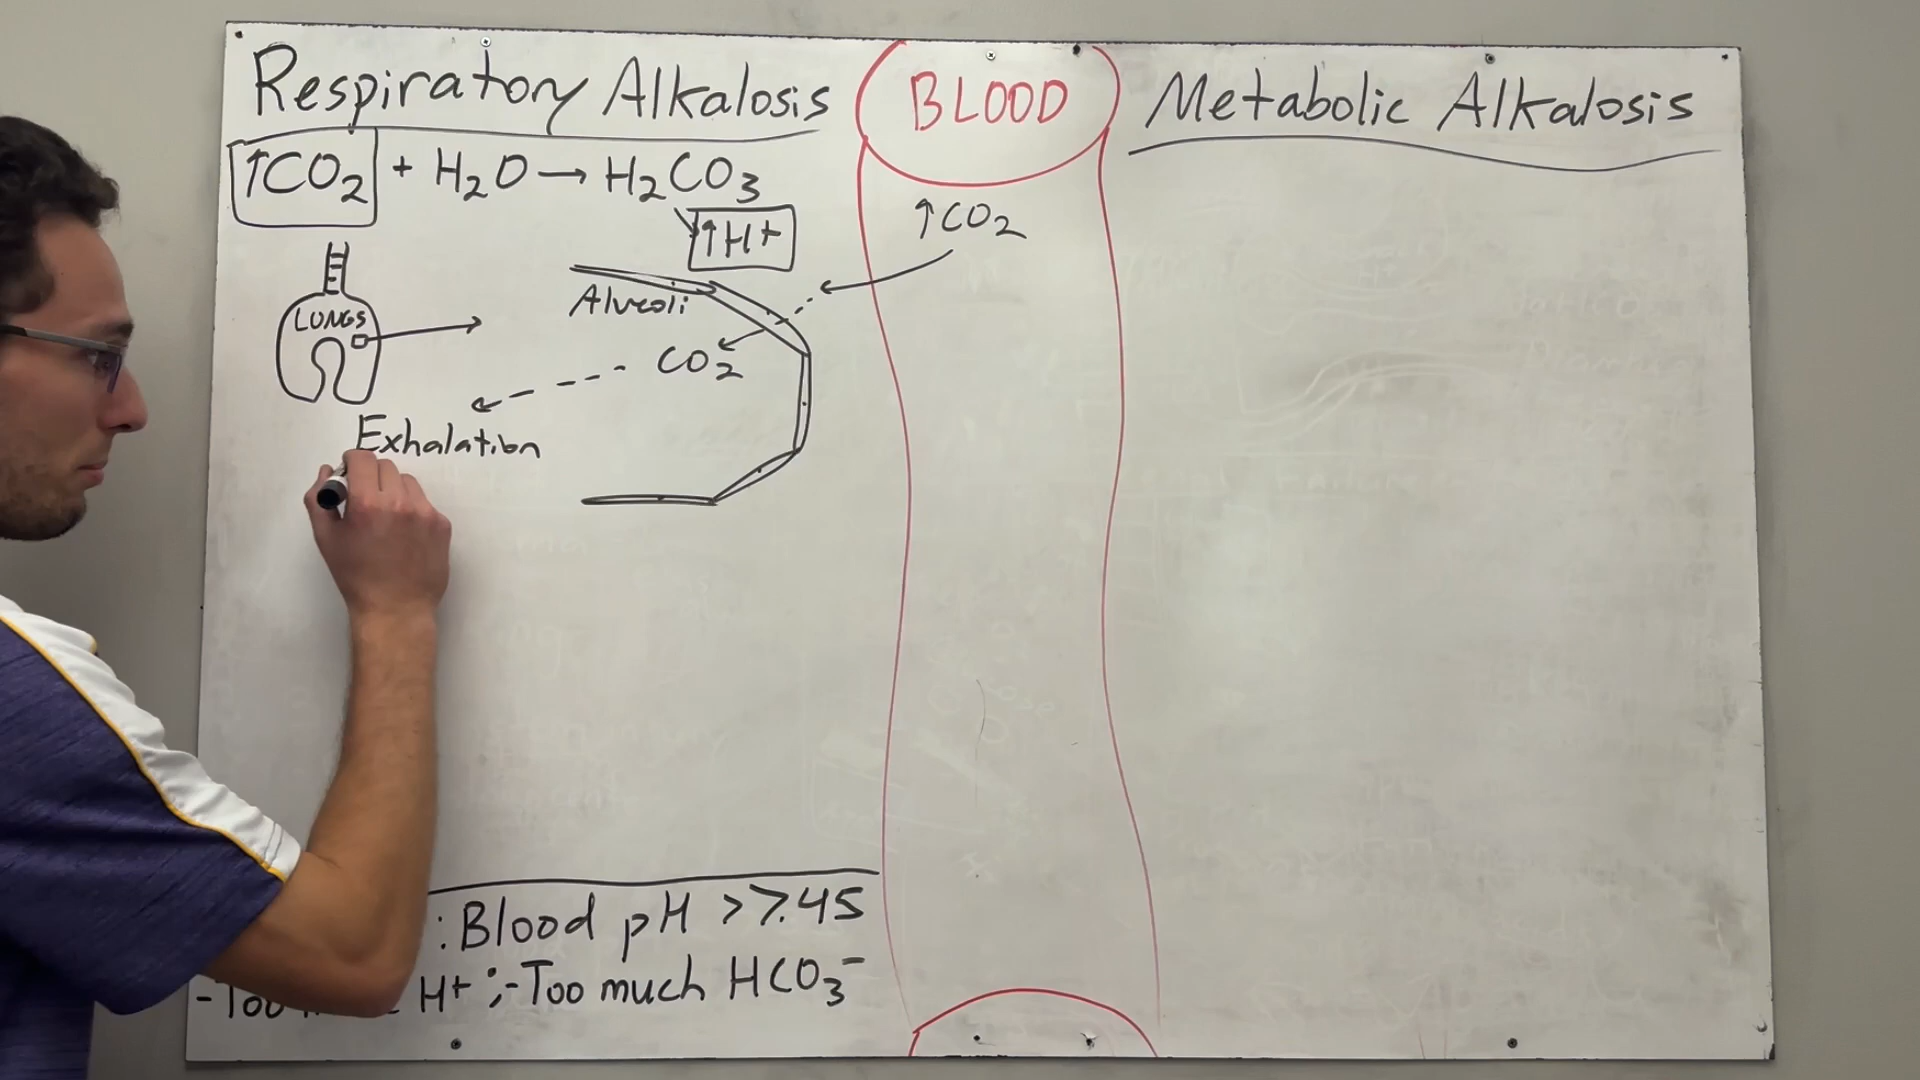 Respiratory Alkalosis
↑CO2 + H2O → H2CO3
↑H+
LUNGS
Alveoli
CO2
Exhalation
: Blood pH > 7.45
-Too H+ ;-Too much HCO3-
BLOOD
↑CO2
Metabolic Alkalosis